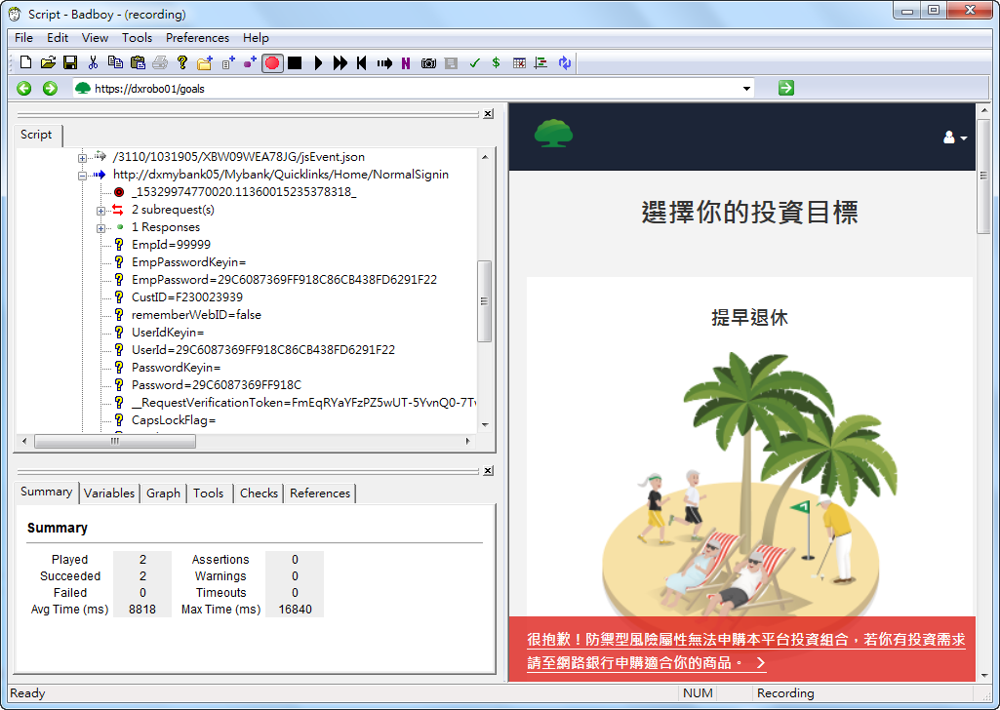 Script - Badboy - (recording)
File Edit View Tools Preferences Help
https://dxrobo01/goals
Script
/3110/1031905/XBW09WEA78JG/jsEvent.json
http://dxmybank05/Mybank/Quicklinks/Home/NormalSignin
_15329974770020.11360015235378318_
2 subrequest(s)
1 Responses
EmpId=99999
EmpPasswordKeyin=
EmpPassword=29C6087369FF918C86CB438FD6291F22
CustID=F230023939
rememberWebID=false
UserIdKeyin=
UserId=29C6087369FF918C86CB438FD6291F22
PasswordKeyin=
Password=29C6087369FF918C
__RequestVerificationToken=FmEqRYaYFzPZ5wUT-5YvnQ0-7Tv
CapsLockFlag=
Summary Variables Graph Tools Checks References
Summary
Played 2 Assertions 0
Succeeded 2 Warnings 0
Failed 0 Timeouts 0
Avg Time (ms) 8818 Max Time (ms) 16840
選擇你的投資目標
提早退休
很抱歉！防禦型風險屬性無法申購本平台投資組合，若你有投資需求
請至網路銀行申購適合你的商品。
Ready NUM Recording